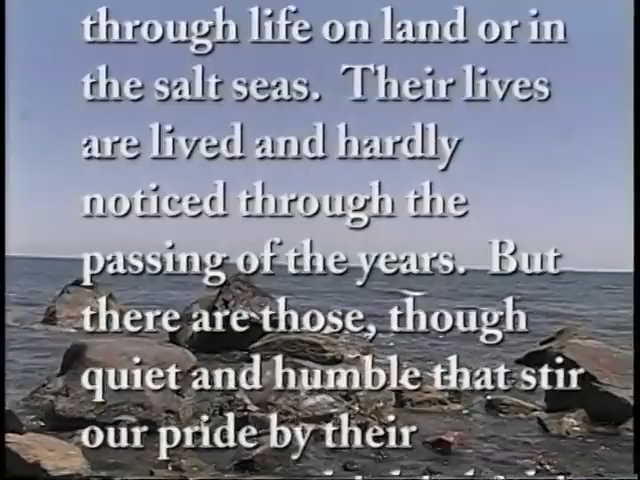 through life on land or in
the salt seas.  Their lives
are lived and hardly
noticed through the
passing of the years.  But
there are those, though
quiet and humble that stir
our pride by their